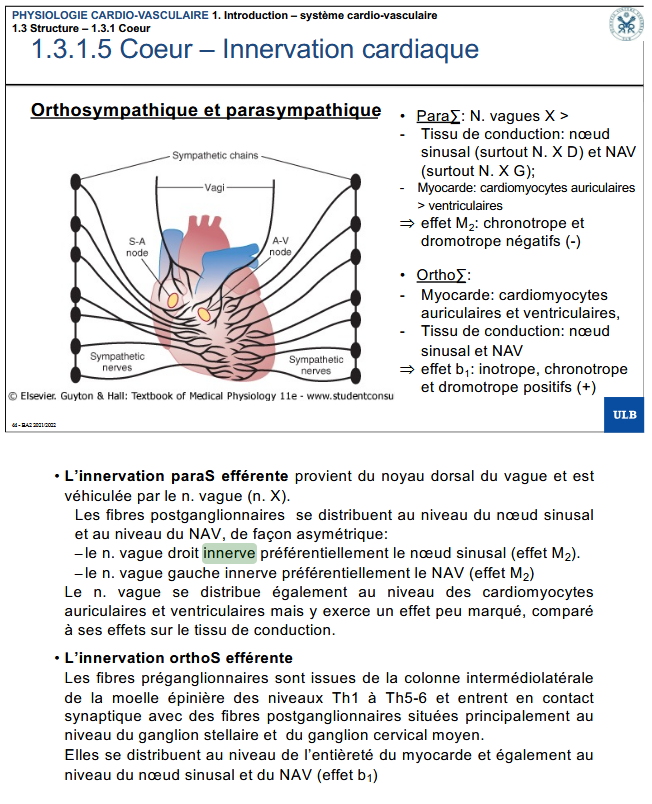 PHYSIOLOGIE CARDIO-VASCULAIRE 1. Introduction – système cardio-vasculaire
1.3 Structure – 1.3.1 Coeur
1.3.1.5 Coeur – Innervation cardiaque
Orthosympathique et parasympathique
Sympathetic chains
Vagi
S-A
node
A-V
node
Sympathetic
nerves
Sympathetic
nerves
© Elsevier. Guyton & Hall: Textbook of Medical Physiology 11e - www.studentconsu
• Para∑: N. vagues X >
- Tissu de conduction: nœud
sinusal (surtout N. X D) et NAV
(surtout N. X G);
- Myocarde: cardiomyocytes auriculaires
> ventriculaires
⇒ effet M₂: chronotrope et
dromotrope négatifs (-)
• Ortho∑:
- Myocarde: cardiomyocytes
auriculaires et ventriculaires,
- Tissu de conduction: nœud
sinusal et NAV
⇒ effet b₁: inotrope, chronotrope
et dromotrope positifs (+)
ULB
44 - BA2 2021/2022
• L'innervation paraS efférente provient du noyau dorsal du vague et est
véhiculée par le n. vague (n. X).
Les fibres postganglionnaires se distribuent au niveau du nœud sinusal
et au niveau du NAV, de façon asymétrique:
–le n. vague droit innerve préférentiellement le nœud sinusal (effet M₂).
–le n. vague gauche innerve préférentiellement le NAV (effet M₂)
Le n. vague se distribue également au niveau des cardiomyocytes
auriculaires et ventriculaires mais y exerce un effet peu marqué, comparé
à ses effets sur le tissu de conduction.
• L'innervation orthoS efférente
Les fibres préganglionnaires sont issues de la colonne intermédiolatérale
de la moelle épinière des niveaux Th1 à Th5-6 et entrent en contact
synaptique avec des fibres postganglionnaires situées principalement au
niveau du ganglion stellaire et du ganglion cervical moyen.
Elles se distribuent au niveau de l'entièreté du myocarde et également au
niveau du nœud sinusal et du NAV (effet b₁)